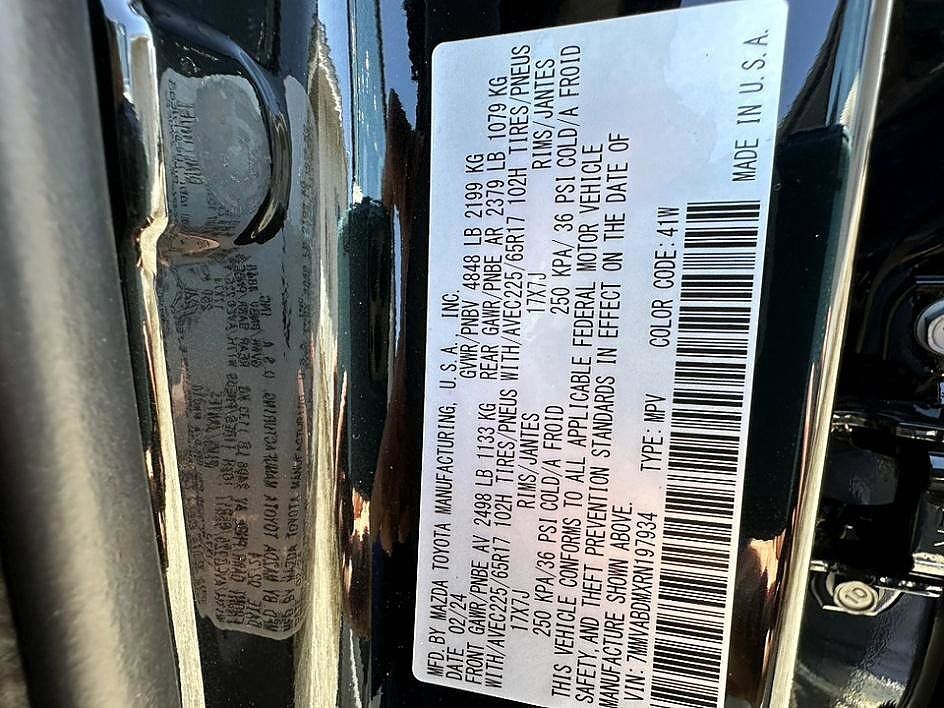 MFD.BY MAZDA TOYOTA MANUFACTURING, U.S.A., INC.
DATE 02/24 GVWR/PNBV 4848 LB 2199 KG
FRONT GAWR/PNBE AV 2498 LB 1133 KG REAR GAWR/PNBE AR 2379 LB 1079 KG
WITH/AVEC225/65R17 102H TIRES/PNEUS WITH/AVEC225/65R17 102H TIRES/PNEUS
17X7J RIMS/JANTES 17X7J RIMS/JANTES
250 KPA/36 PSI COLD/A FROID 250 KPA/ 36 PSI COLD/A FROID
THIS VEHICLE CONFORMS TO ALL APPLICABLE FEDERAL MOTOR VEHICLE
SAFETY, AND THEFT PREVENTION STANDARDS IN EFFECT ON THE DATE OF
MANUFACTURE SHOWN ABOVE.
VIN: 7MMVABDMXRN197934 TYPE: MPV COLOR CODE:41W
MADE IN U.S.A.